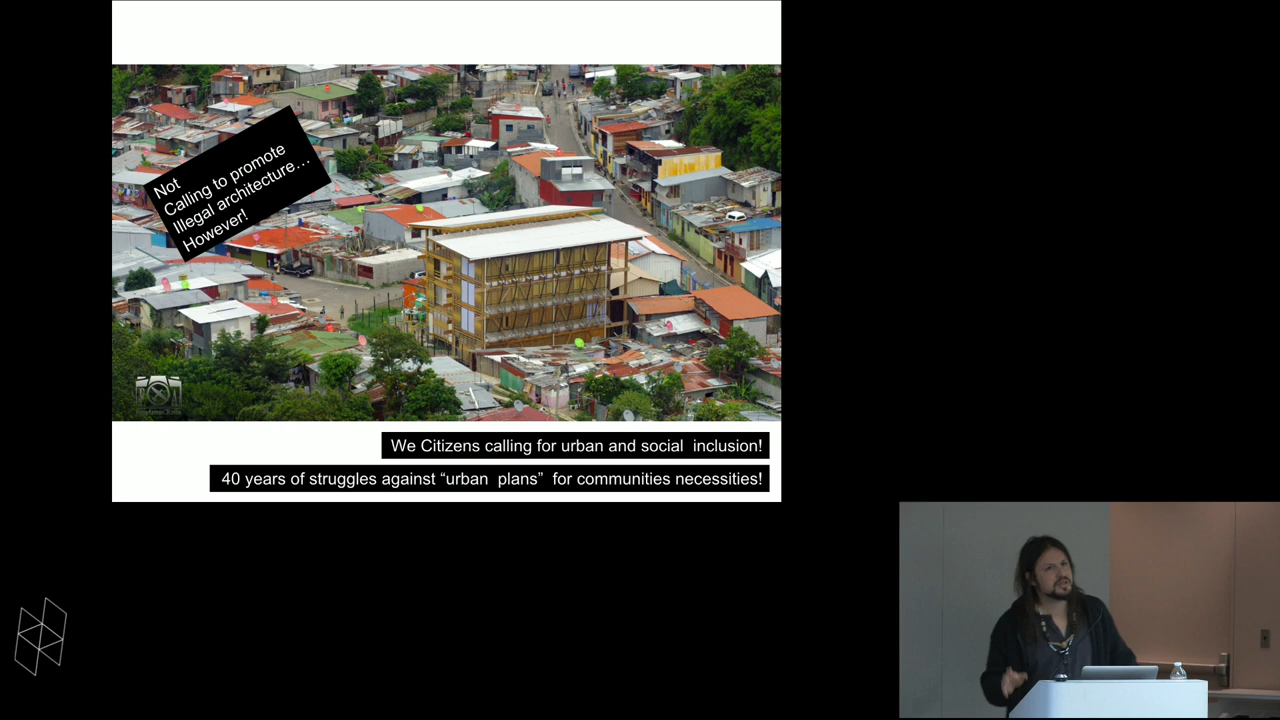 Not
Calling to promote
Illegal architecture...
However!
We Citizens calling for urban and social inclusion!
40 years of struggles against “urban plans” for communities necessities!